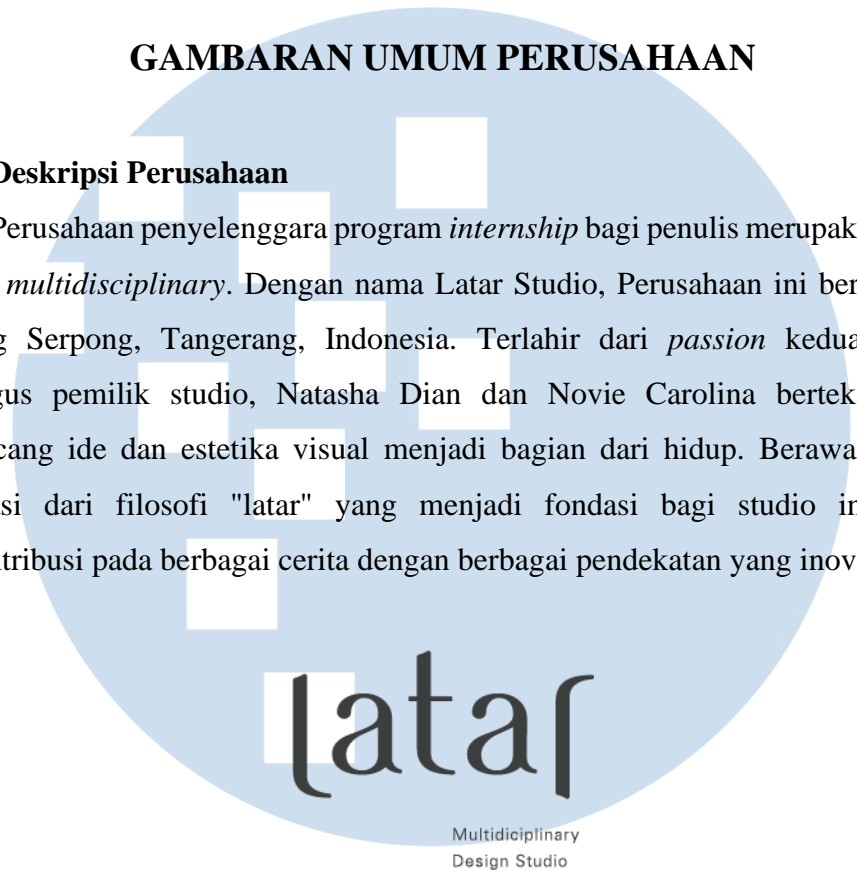 GAMBARAN UMUM PERUSAHAAN
Deskripsi Perusahaan
Perusahaan penyelenggara program internship bagi penulis merupak
multidisciplinary. Dengan nama Latar Studio, Perusahaan ini ber
g Serpong, Tangerang, Indonesia. Terlahir dari passion kedua
gus pemilik studio, Natasha Dian dan Novie Carolina bertek
cang ide dan estetika visual menjadi bagian dari hidup. Berawa
si dari filosofi "latar" yang menjadi fondasi bagi studio in
tribusi pada berbagai cerita dengan berbagai pendekatan yang inov
latar
Multidiciplinary
Design Studio